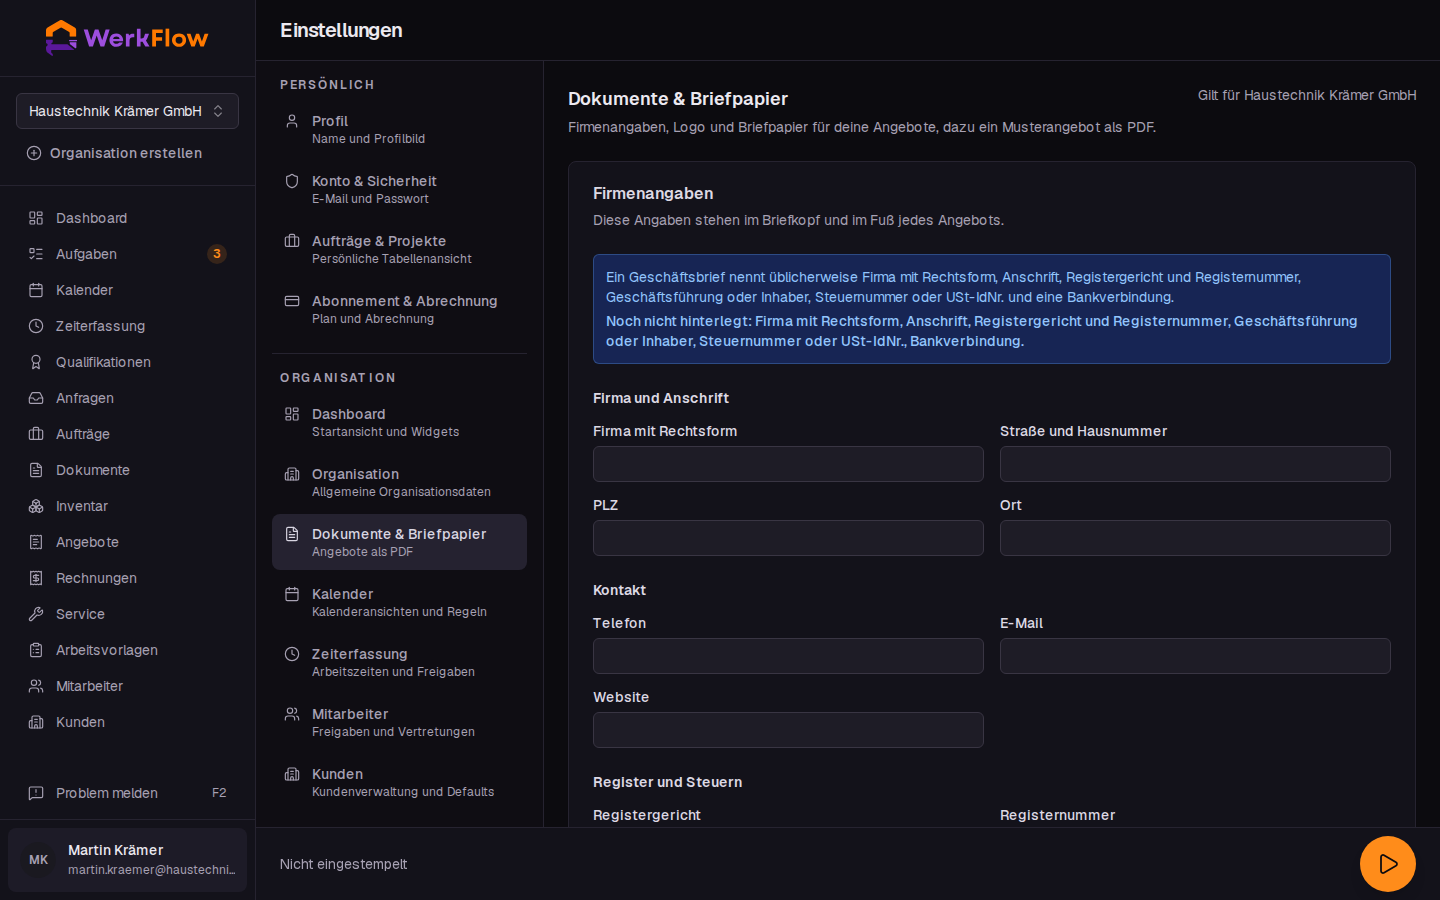 WerkFlow
Haustechnik Krämer GmbH
Organisation erstellen
Dashboard
Aufgaben
3
Kalender
Zeiterfassung
Qualifikationen
Anfragen
Aufträge
Dokumente
Inventar
Angebote
Rechnungen
Service
Arbeitsvorlagen
Mitarbeiter
Kunden
Problem melden
F2
MK
Martin Krämer
martin.kraemer@haustechni...
Einstellungen
PERSÖNLICH
Profil
Name und Profilbild
Konto & Sicherheit
E-Mail und Passwort
Aufträge & Projekte
Persönliche Tabellenansicht
Abonnement & Abrechnung
Plan und Abrechnung
ORGANISATION
Dashboard
Startansicht und Widgets
Organisation
Allgemeine Organisationsdaten
Dokumente & Briefpapier
Angebote als PDF
Kalender
Kalenderansichten und Regeln
Zeiterfassung
Arbeitszeiten und Freigaben
Mitarbeiter
Freigaben und Vertretungen
Kunden
Kundenverwaltung und Defaults
Dokumente & Briefpapier
Gilt für Haustechnik Krämer GmbH
Firmenangaben, Logo und Briefpapier für deine Angebote, dazu ein Musterangebot als PDF.
Firmenangaben
Diese Angaben stehen im Briefkopf und im Fuß jedes Angebots.
Ein Geschäftsbrief nennt üblicherweise Firma mit Rechtsform, Anschrift, Registergericht und Registernummer,
Geschäftsführung oder Inhaber, Steuernummer oder USt-IdNr. und eine Bankverbindung.
Noch nicht hinterlegt: Firma mit Rechtsform, Anschrift, Registergericht und Registernummer, Geschäftsführung
oder Inhaber, Steuernummer oder USt-IdNr., Bankverbindung.
Firma und Anschrift
Firma mit Rechtsform
Straße und Hausnummer
PLZ
Ort
Kontakt
Telefon
E-Mail
Website
Register und Steuern
Registergericht
Registernummer
Nicht eingestempelt